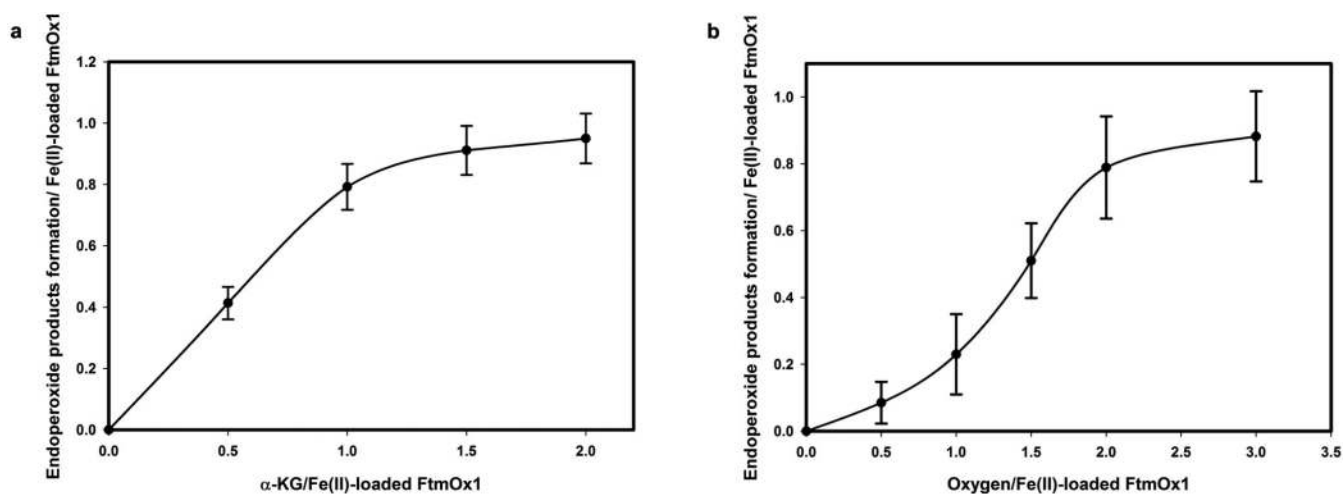 a
Endoperoxide products formation/ Fe(II)-loaded FtmOx1
1.2
1.0
0.8
0.6
0.4
0.2
0.0
0.0 0.5 1.0 1.5 2.0
α-KG/Fe(II)-loaded FtmOx1
b
Endoperoxide products formation/ Fe(II)-loaded FtmOx1
1.0
0.8
0.6
0.4
0.2
0.0
0.0 0.5 1.0 1.5 2.0 2.5 3.0 3.5
Oxygen/Fe(II)-loaded FtmOx1